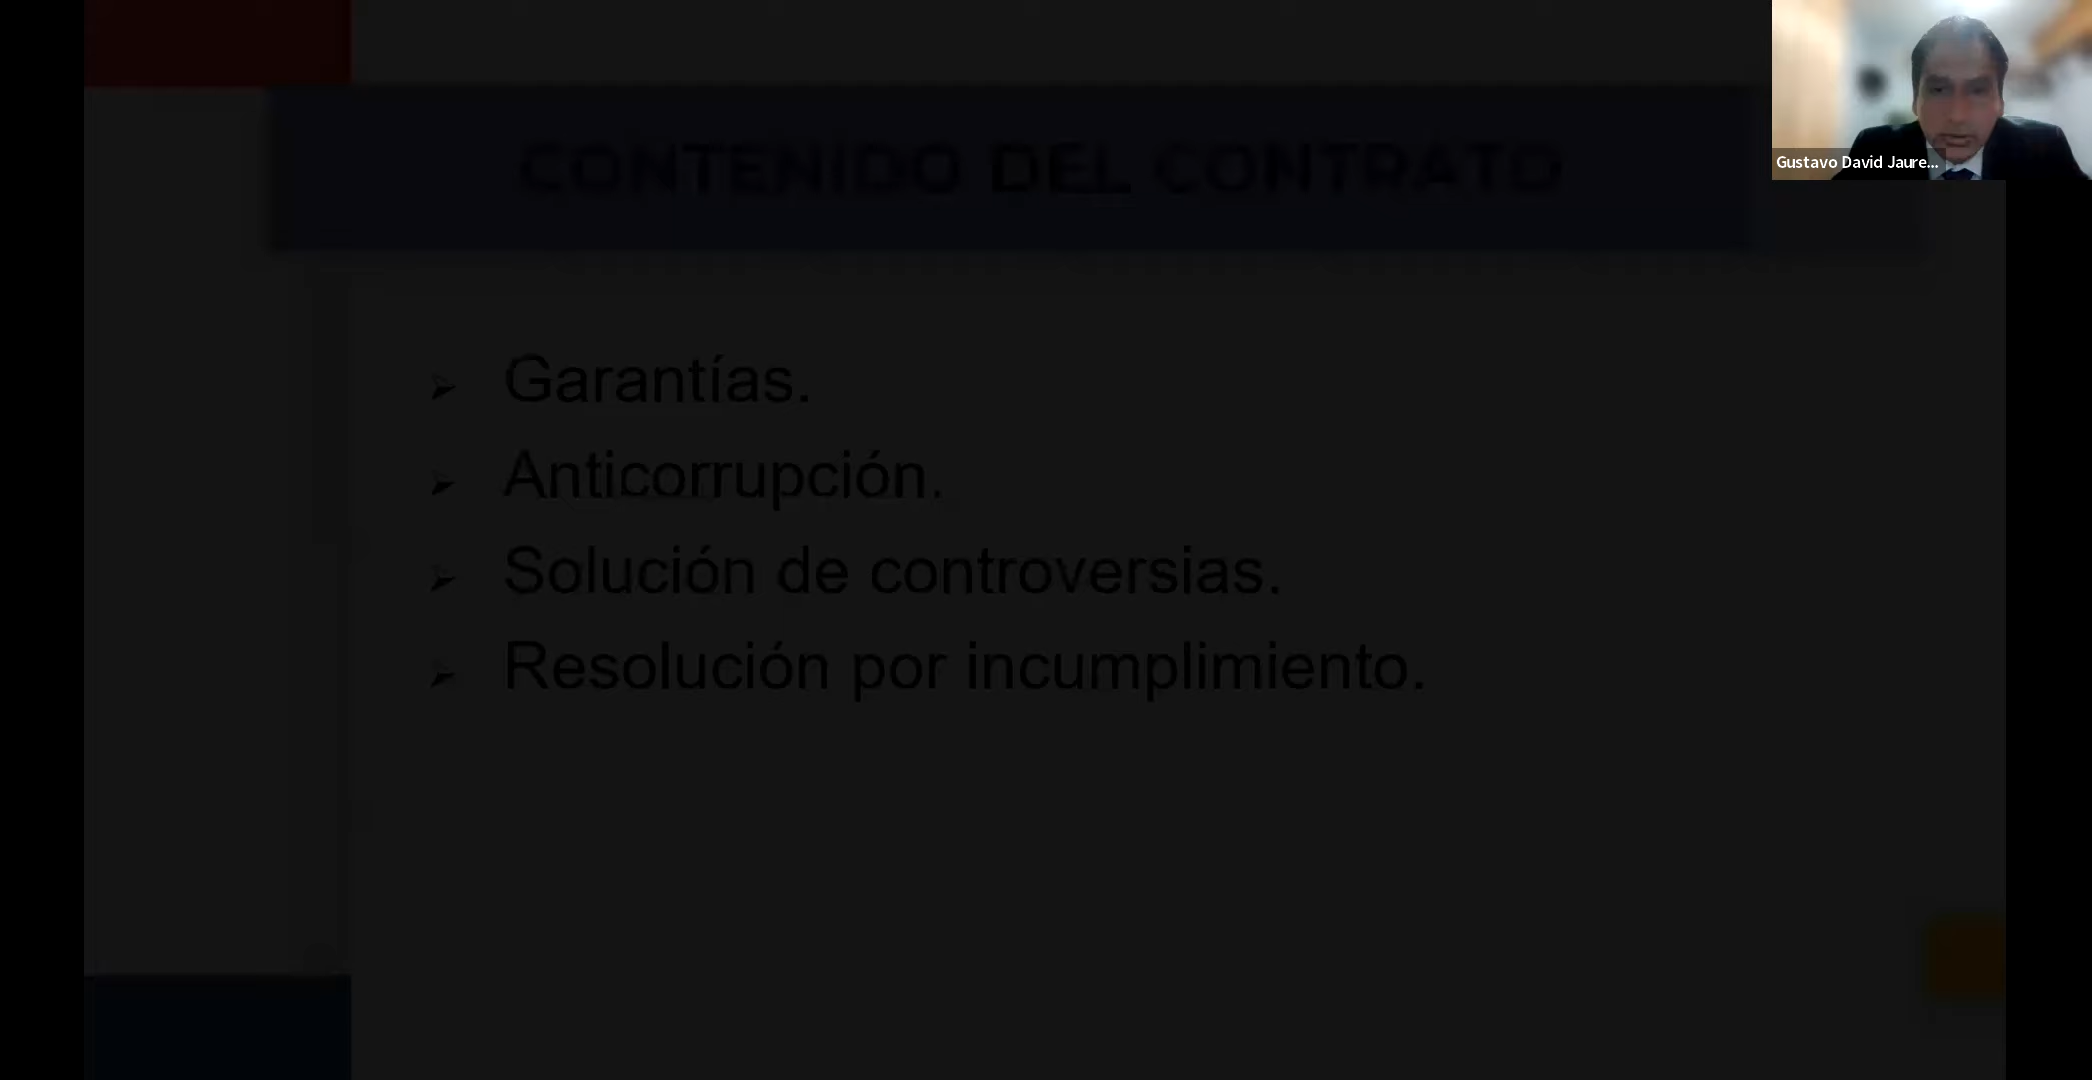 CONTENIDO DEL CONTRATO
Gustavo David Jaure...
➢ Garantías.
➢ Anticorrupción.
➢ Solución de controversias.
➢ Resolución por incumplimiento.